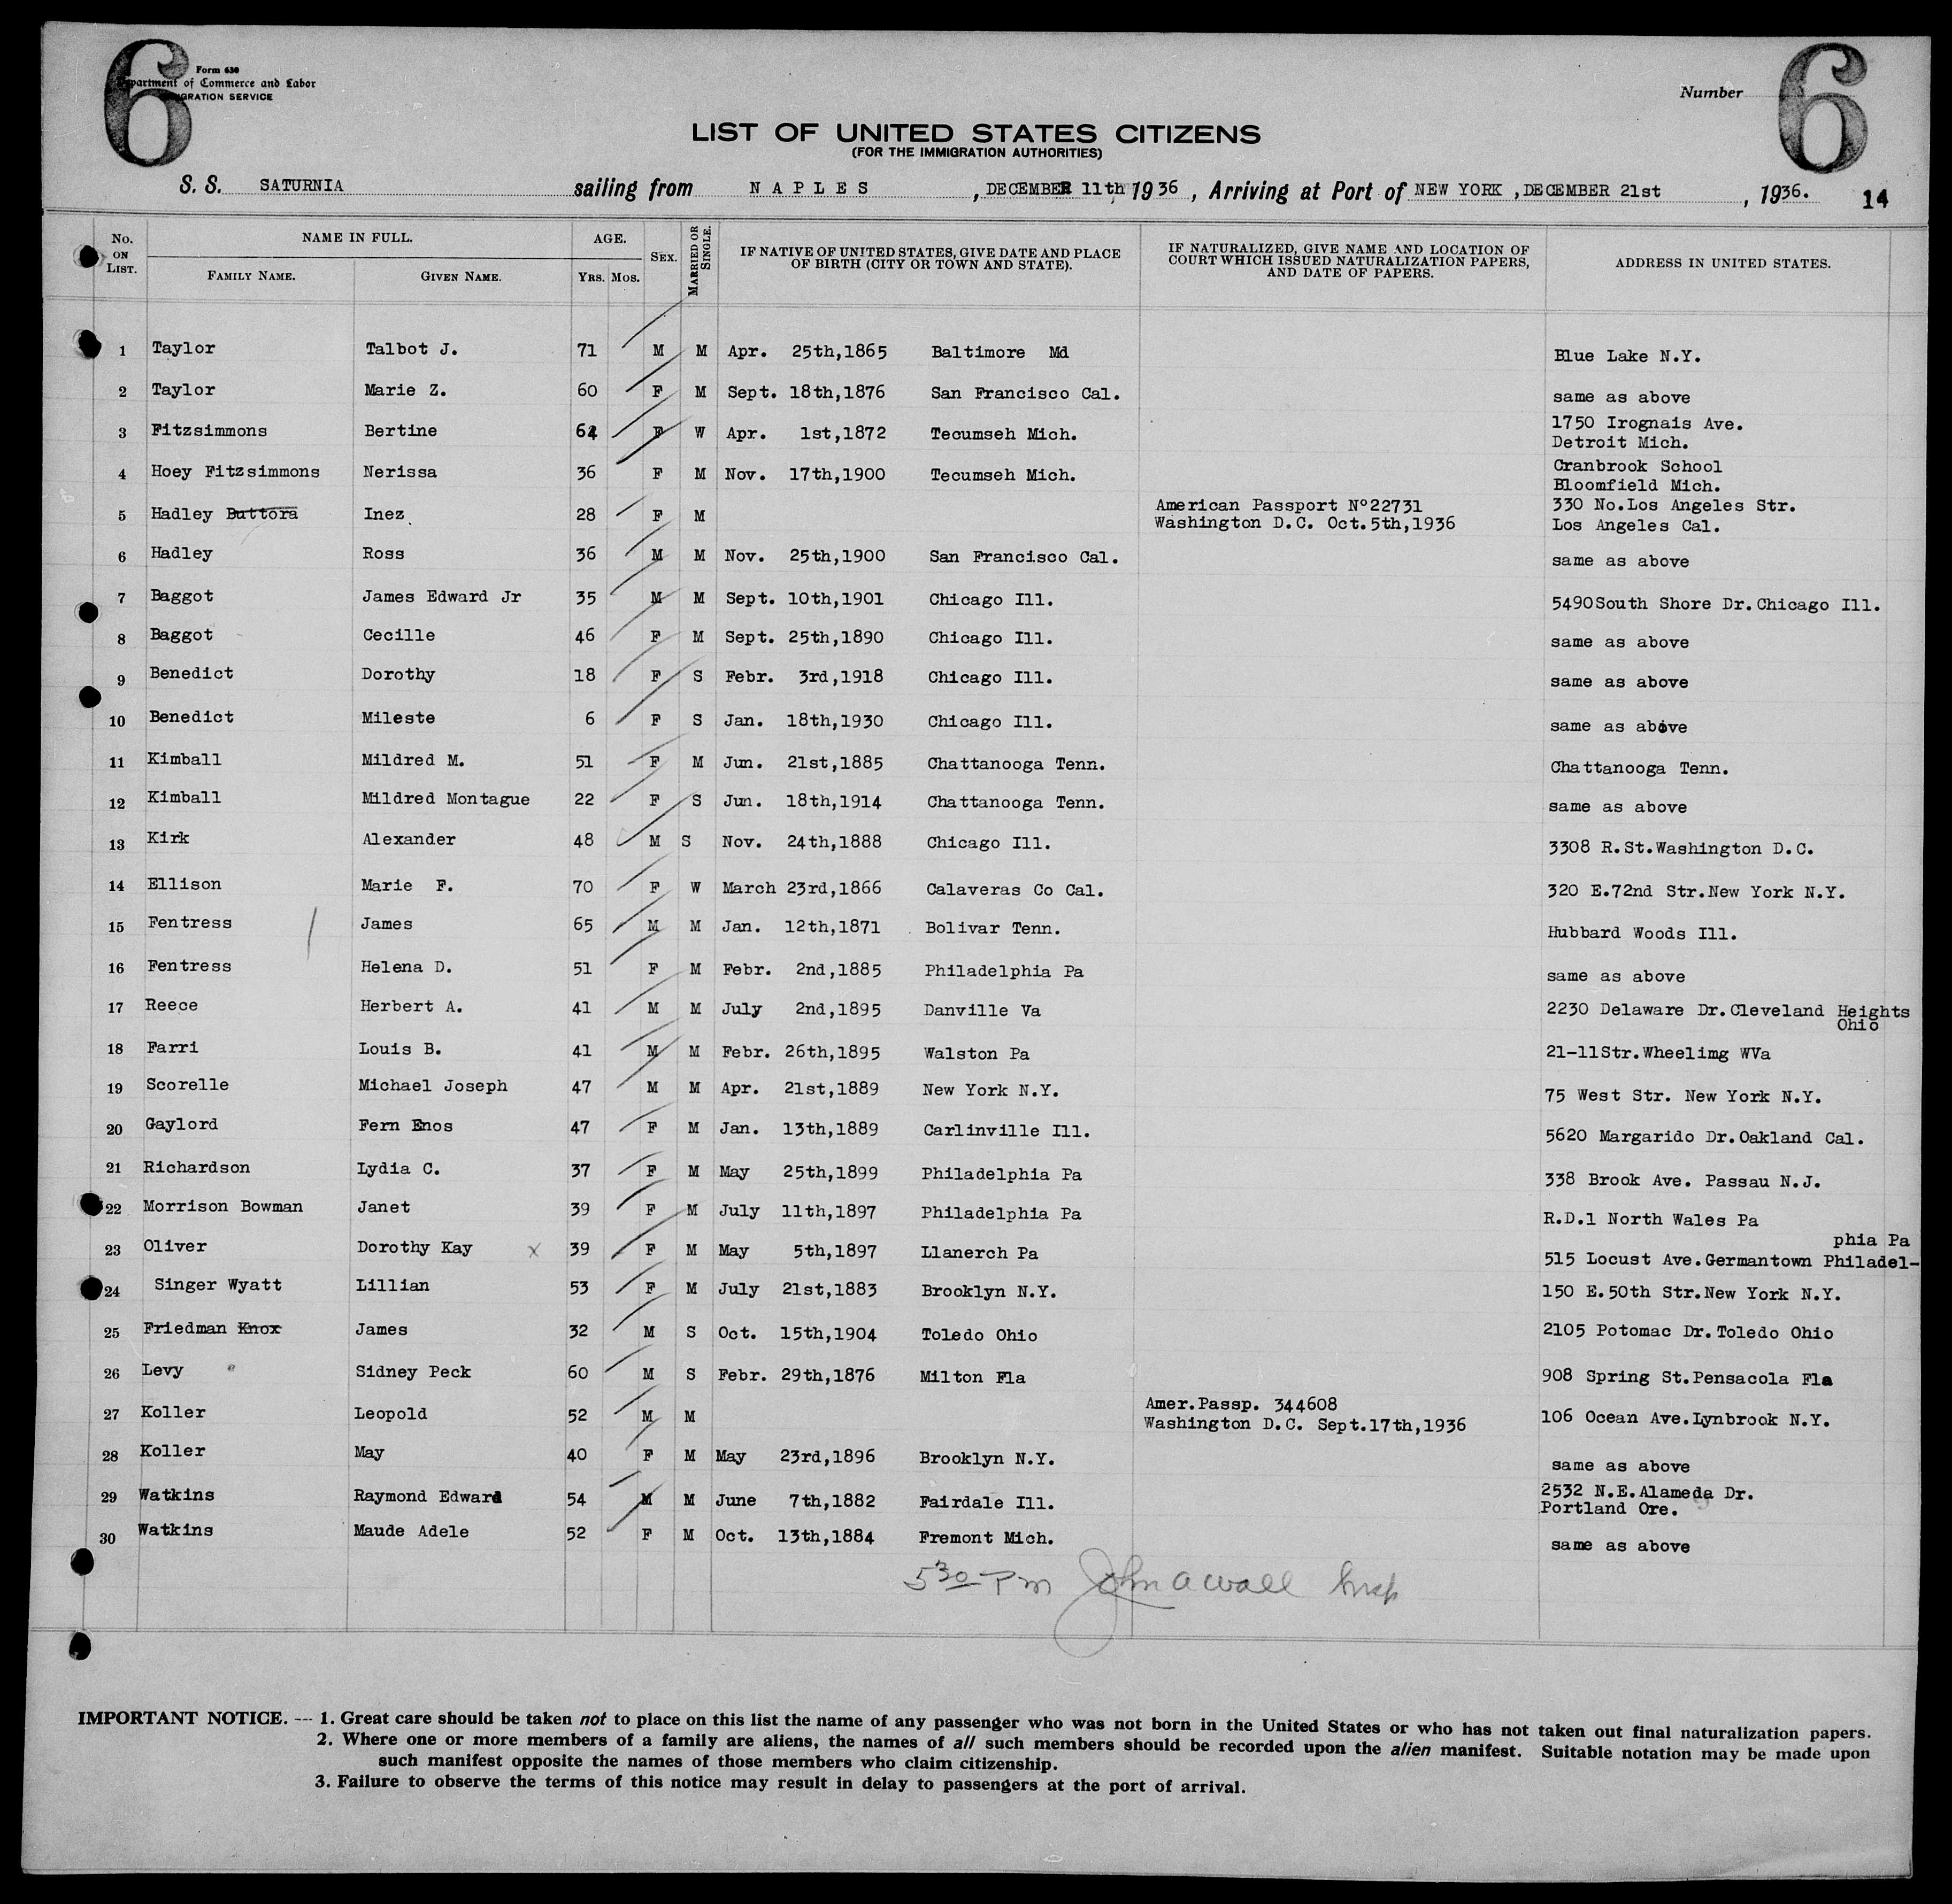 6
Form 630
Department of Commerce and Labor
IGRATION SERVICE
Number
6
LIST OF UNITED STATES CITIZENS
(FOR THE IMMIGRATION AUTHORITIES)
S. S. SATURNIA sailing from NAPLES , DECEMBER 11th 1936 , Arriving at Port of NEW YORK , DECEMBER 21st , 1936. 14
No. ON LIST. NAME IN FULL. FAMILY NAME. GIVEN NAME. AGE. YRS. MOS. SEX. MARRIED OR SINGLE. IF NATIVE OF UNITED STATES, GIVE DATE AND PLACE OF BIRTH (CITY OR TOWN AND STATE). IF NATURALIZED, GIVE NAME AND LOCATION OF COURT WHICH ISSUED NATURALIZATION PAPERS, AND DATE OF PAPERS. ADDRESS IN UNITED STATES.
1 Taylor Talbot J. 71 M M Apr. 25th,1865 Baltimore Md Blue Lake N.Y.
2 Taylor Marie Z. 60 F M Sept. 18th,1876 San Francisco Cal. same as above
3 Fitzsimmons Bertine 64 F W Apr. 1st,1872 Tecumseh Mich. 1750 Irognais Ave. Detroit Mich.
4 Hoey Fitzsimmons Nerissa 36 F M Nov. 17th,1900 Tecumseh Mich. Cranbrook School Bloomfield Mich.
5 Hadley Buttora Inez 28 F M American Passport Nº22731 Washington D.C. Oct.5th,1936 330 No.Los Angeles Str. Los Angeles Cal.
6 Hadley Ross 36 M M Nov. 25th,1900 San Francisco Cal. same as above
7 Baggot James Edward Jr 35 M M Sept. 10th,1901 Chicago Ill. 5490South Shore Dr.Chicago Ill.
8 Baggot Cecille 46 F M Sept. 25th,1890 Chicago Ill. same as above
9 Benedict Dorothy 18 F S Febr. 3rd,1918 Chicago Ill. same as above
10 Benedict Mileste 6 F S Jan. 18th,1930 Chicago Ill. same as above
11 Kimball Mildred M. 51 F M Jun. 21st,1885 Chattanooga Tenn. Chattanooga Tenn.
12 Kimball Mildred Montague 22 F S Jun. 18th,1914 Chattanooga Tenn. same as above
13 Kirk Alexander 48 M S Nov. 24th,1888 Chicago Ill. 3308 R.St.Washington D.C.
14 Ellison Marie F. 70 F W March 23rd,1866 Calaveras Co Cal. 320 E.72nd Str.New York N.Y.
15 Fentress James 65 M M Jan. 12th,1871 Bolivar Tenn. Hubbard Woods Ill.
16 Fentress Helena D. 51 F M Febr. 2nd,1885 Philadelphia Pa same as above
17 Reece Herbert A. 41 M M July 2nd,1895 Danville Va 2230 Delaware Dr.Cleveland Heights Ohio
18 Farri Louis B. 41 M M Febr. 26th,1895 Walston Pa 21-11Str.Wheelimg WVa
19 Scorelle Michael Joseph 47 M M Apr. 21st,1889 New York N.Y. 75 West Str. New York N.Y.
20 Gaylord Fern Enos 47 F M Jan. 13th,1889 Carlinville Ill. 5620 Margarido Dr.Oakland Cal.
21 Richardson Lydia C. 37 F M May 25th,1899 Philadelphia Pa 338 Brook Ave. Passau N.J.
22 Morrison Bowman Janet 39 F M July 11th,1897 Philadelphia Pa R.D.1 North Wales Pa
23 Oliver Dorothy Kay x 39 F M May 5th,1897 Llanerch Pa 515 Locust Ave.Germantown Philadel-phia Pa
24 Singer Wyatt Lillian 53 F M July 21st,1883 Brooklyn N.Y. 150 E.50th Str.New York N.Y.
25 Friedman Knox James 32 M S Oct. 15th,1904 Toledo Ohio 2105 Potomac Dr.Toledo Ohio
26 Levy Sidney Peck 60 M S Febr. 29th,1876 Milton Fla 908 Spring St.Pensacola Fla
27 Koller Leopold 52 M M Amer.Passp. 344608 Washington D.C. Sept.17th,1936 106 Ocean Ave.Lynbrook N.Y.
28 Koller May 40 F M May 23rd,1896 Brooklyn N.Y. same as above
29 Watkins Raymond Edward 54 M M June 7th,1882 Fairdale Ill. 2532 N.E.Alameda Dr. Portland Ore.
30 Watkins Maude Adele 52 F M Oct. 13th,1884 Fremont Mich. same as above
5 30 Pm John A Wall Insp
IMPORTANT NOTICE. --- 1. Great care should be taken not to place on this list the name of any passenger who was not born in the United States or who has not taken out final naturalization papers.
2. Where one or more members of a family are aliens, the names of all such members should be recorded upon the alien manifest. Suitable notation may be made upon
such manifest opposite the names of those members who claim citizenship.
3. Failure to observe the terms of this notice may result in delay to passengers at the port of arrival.